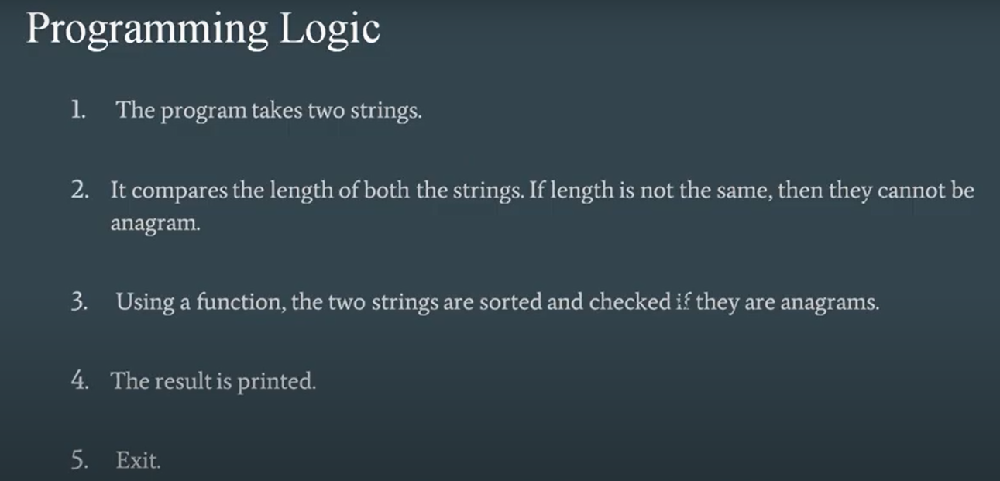 Programming Logic
1. The program takes two strings.
2. It compares the length of both the strings. If length is not the same, then they cannot be
anagram.
3. Using a function, the two strings are sorted and checked if they are anagrams.
4. The result is printed.
5. Exit.